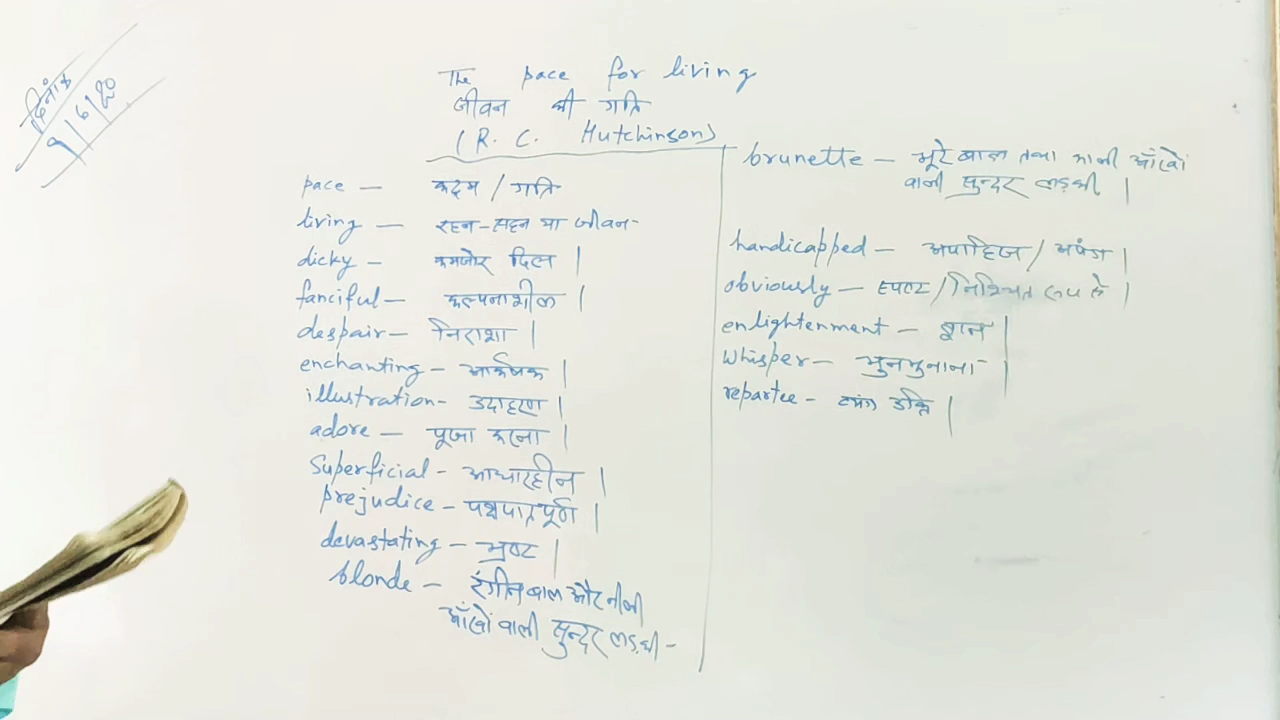 दिनांक
9/6/20
The pace for living
जीवन की गति
(R. C. Hutchinson)
pace — कदम / गति
living — रहन-सहन या जीवन-
dicky — कमजोर दिल |
fanciful — कल्पनाशील |
despair — निराशा |
enchanting — आर्कषक |
illustration - उदाहरण |
adore — पूजा करना |
Superficial - आधारहीन |
prejudice - पक्षपातपूर्ण |
devastating — भ्रष्ट |
blonde — रंगीन बाल और नीली
आँखों वाली सुन्दर लड़की -
brunette — भूरे बाल तथा काली आँखों
वाली सुन्दर लड़की |
handicapped — अपाहिज / अपंग |
obviously — स्पष्ट / निश्चित रूप से |
enlightenment — ज्ञान |
Whisper — भुनभुनाना |
repartee - व्यंग उक्ति |